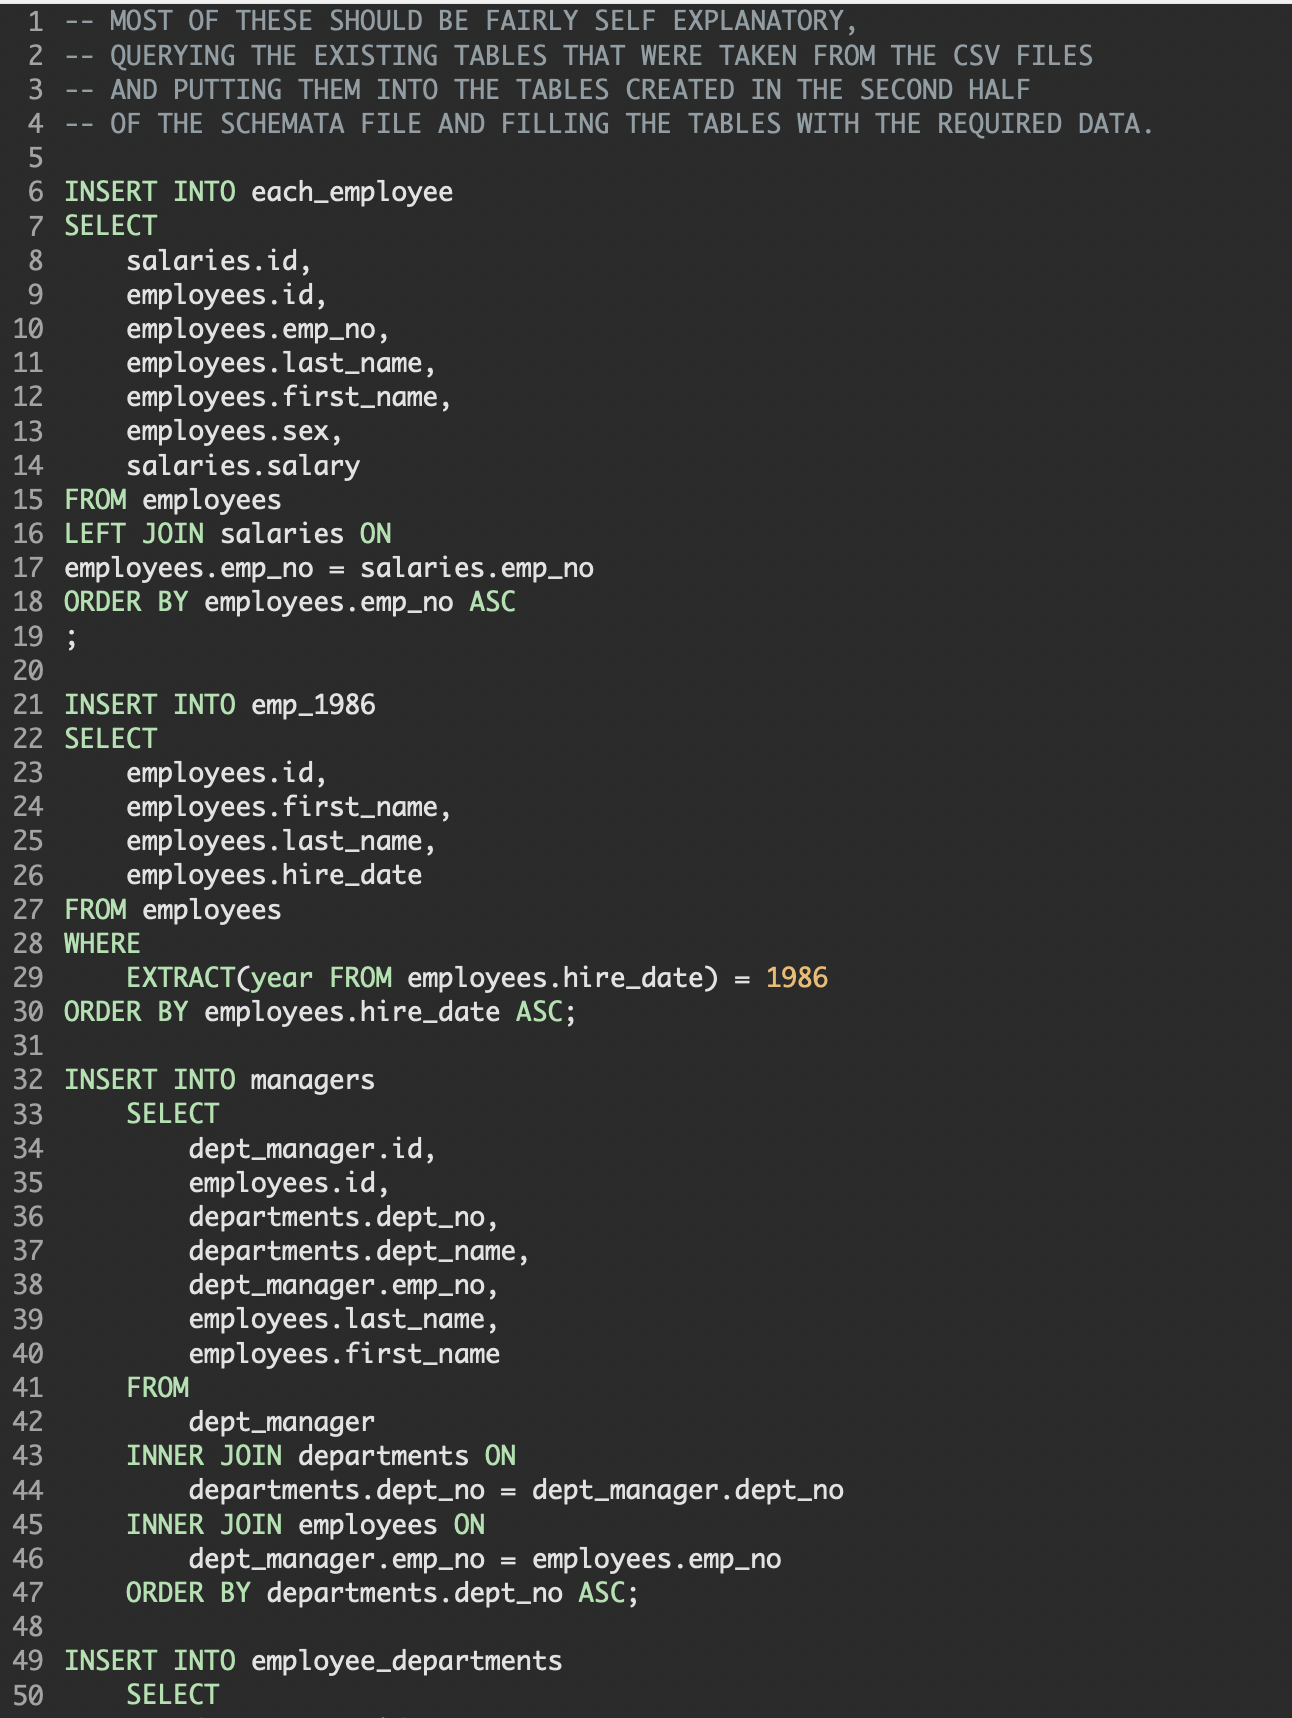 1 -- MOST OF THESE SHOULD BE FAIRLY SELF EXPLANATORY,
2 -- QUERYING THE EXISTING TABLES THAT WERE TAKEN FROM THE CSV FILES
3 -- AND PUTTING THEM INTO THE TABLES CREATED IN THE SECOND HALF
4 -- OF THE SCHEMATA FILE AND FILLING THE TABLES WITH THE REQUIRED DATA.
5
6 INSERT INTO each_employee
7 SELECT
8     salaries.id,
9     employees.id,
10     employees.emp_no,
11     employees.last_name,
12     employees.first_name,
13     employees.sex,
14     salaries.salary
15 FROM employees
16 LEFT JOIN salaries ON
17 employees.emp_no = salaries.emp_no
18 ORDER BY employees.emp_no ASC
19 ;
20
21 INSERT INTO emp_1986
22 SELECT
23     employees.id,
24     employees.first_name,
25     employees.last_name,
26     employees.hire_date
27 FROM employees
28 WHERE
29     EXTRACT(year FROM employees.hire_date) = 1986
30 ORDER BY employees.hire_date ASC;
31
32 INSERT INTO managers
33     SELECT
34         dept_manager.id,
35         employees.id,
36         departments.dept_no,
37         departments.dept_name,
38         dept_manager.emp_no,
39         employees.last_name,
40         employees.first_name
41     FROM
42         dept_manager
43     INNER JOIN departments ON
44         departments.dept_no = dept_manager.dept_no
45     INNER JOIN employees ON
46         dept_manager.emp_no = employees.emp_no
47     ORDER BY departments.dept_no ASC;
48
49 INSERT INTO employee_departments
50     SELECT